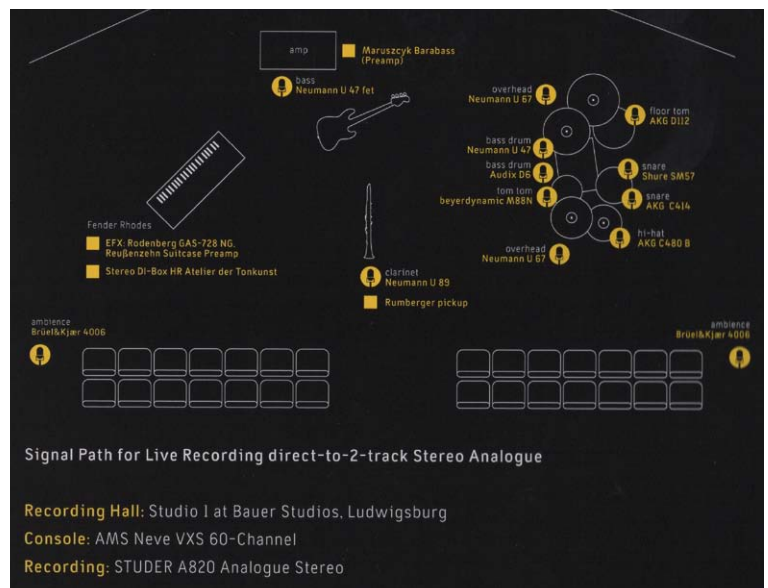 amp
Maruszcyk Barabass
(Preamp)
bass
Neumann U 47 fet
overhead
Neumann U 67
floor tom
AKG D112
bass drum
Neumann U 47
bass drum
Audix D6
snare
Shure SM57
tom tom
beyerdynamic M88N
snare
AKG C414
hi-hat
AKG C480 B
overhead
Neumann U 67
Fender Rhodes
EFX: Rodenberg GAS-728 NG,
Reußenzehn Suitcase Preamp
Stereo DI-Box HR Atelier der Tonkunst
clarinet
Neumann U 89
Rumberger pickup
ambience
Brüel&Kjær 4006
ambience
Brüel&Kjær 4006
Signal Path for Live Recording direct-to-2-track Stereo Analogue
Recording Hall: Studio 1 at Bauer Studios, Ludwigsburg
Console: AMS Neve VXS 60-Channel
Recording: STUDER A820 Analogue Stereo